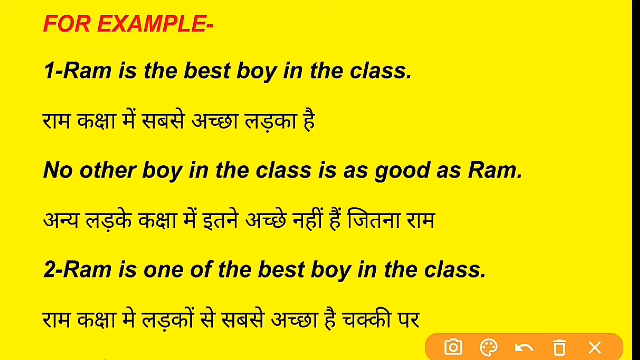 FOR EXAMPLE-
1-Ram is the best boy in the class.
राम कक्षा में सबसे अच्छा लड़का है
No other boy in the class is as good as Ram.
अन्य लड़के कक्षा में इतने अच्छे नहीं हैं जितना राम
2-Ram is one of the best boy in the class.
राम कक्षा मे लड़कों से सबसे अच्छा है चक्की पर